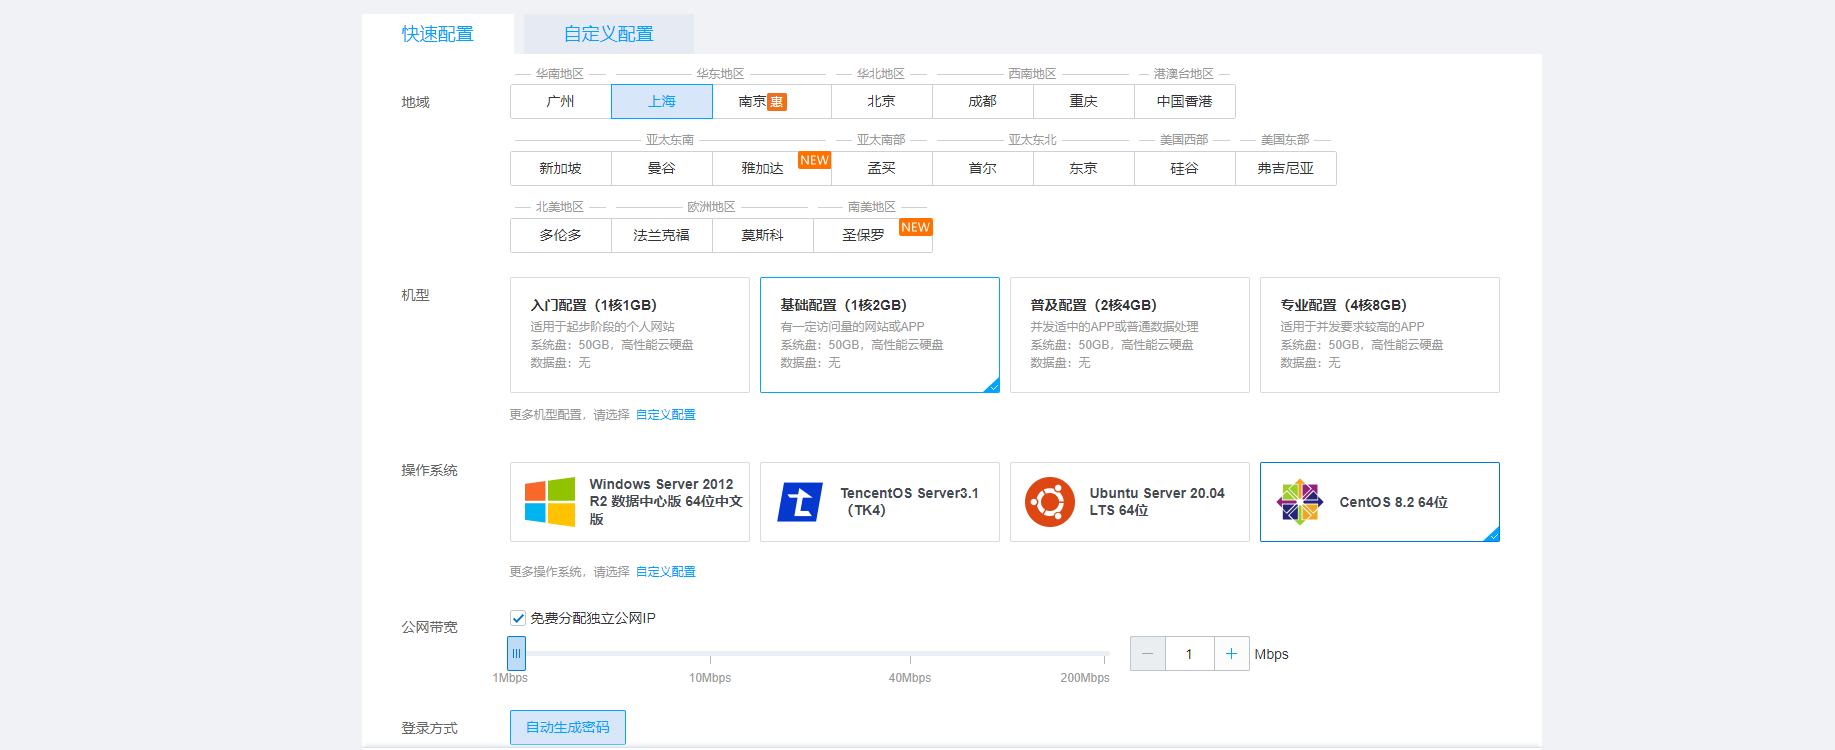 快速配置 自定义配置
华南地区 华东地区 华北地区 西南地区 港澳台地区
地域 广州 上海 南京 惠 北京 成都 重庆 中国香港
亚太东南 亚太南部 亚太东北 美国西部 美国东部
新加坡 曼谷 雅加达 NEW 孟买 首尔 东京 硅谷 弗吉尼亚
北美地区 欧洲地区 南美地区
多伦多 法兰克福 莫斯科 圣保罗 NEW
机型
入门配置（1核1GB）
适用于起步阶段的个人网站
系统盘：50GB，高性能云硬盘
数据盘：无
基础配置（1核2GB）
有一定访问量的网站或APP
系统盘：50GB，高性能云硬盘
数据盘：无
普及配置（2核4GB）
并发适中的APP或普通数据处理
系统盘：50GB，高性能云硬盘
数据盘：无
专业配置（4核8GB）
适用于并发要求较高的APP
系统盘：50GB，高性能云硬盘
数据盘：无
更多机型配置，请选择 自定义配置
操作系统
Windows Server 2012
R2 数据中心版 64位中文
版
TencentOS Server3.1
（TK4）
Ubuntu Server 20.04
LTS 64位
CentOS 8.2 64位
更多操作系统，请选择 自定义配置
公网带宽
免费分配独立公网IP
1 Mbps
1Mbps 10Mbps 40Mbps 200Mbps
登录方式 自动生成密码